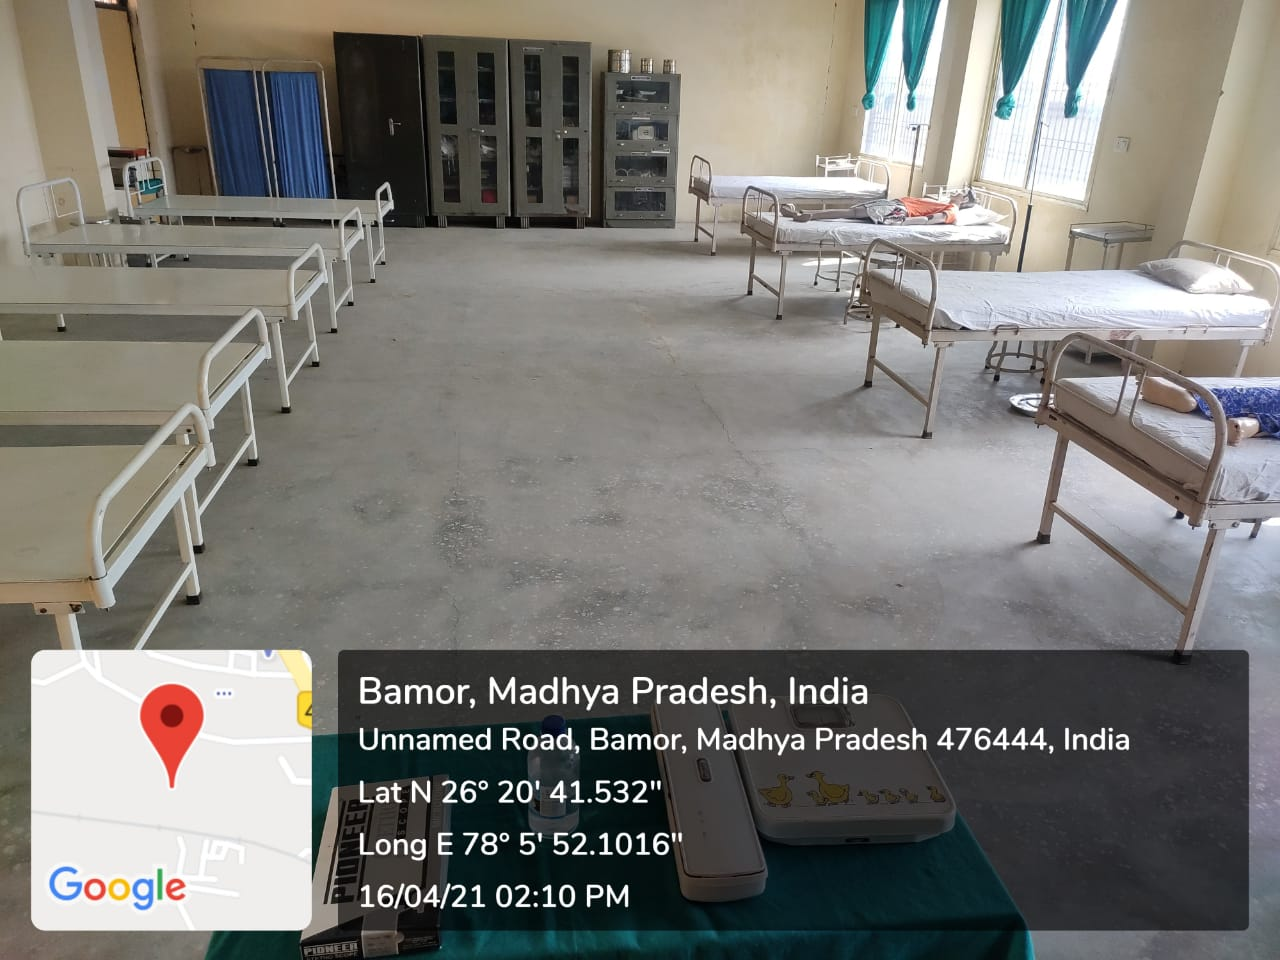 Bamor, Madhya Pradesh, India
Unnamed Road, Bamor, Madhya Pradesh 476444, India
Lat N 26° 20' 41.532"
Long E 78° 5' 52.1016"
16/04/21 02:10 PM
Google
PIONEER
PIONEER